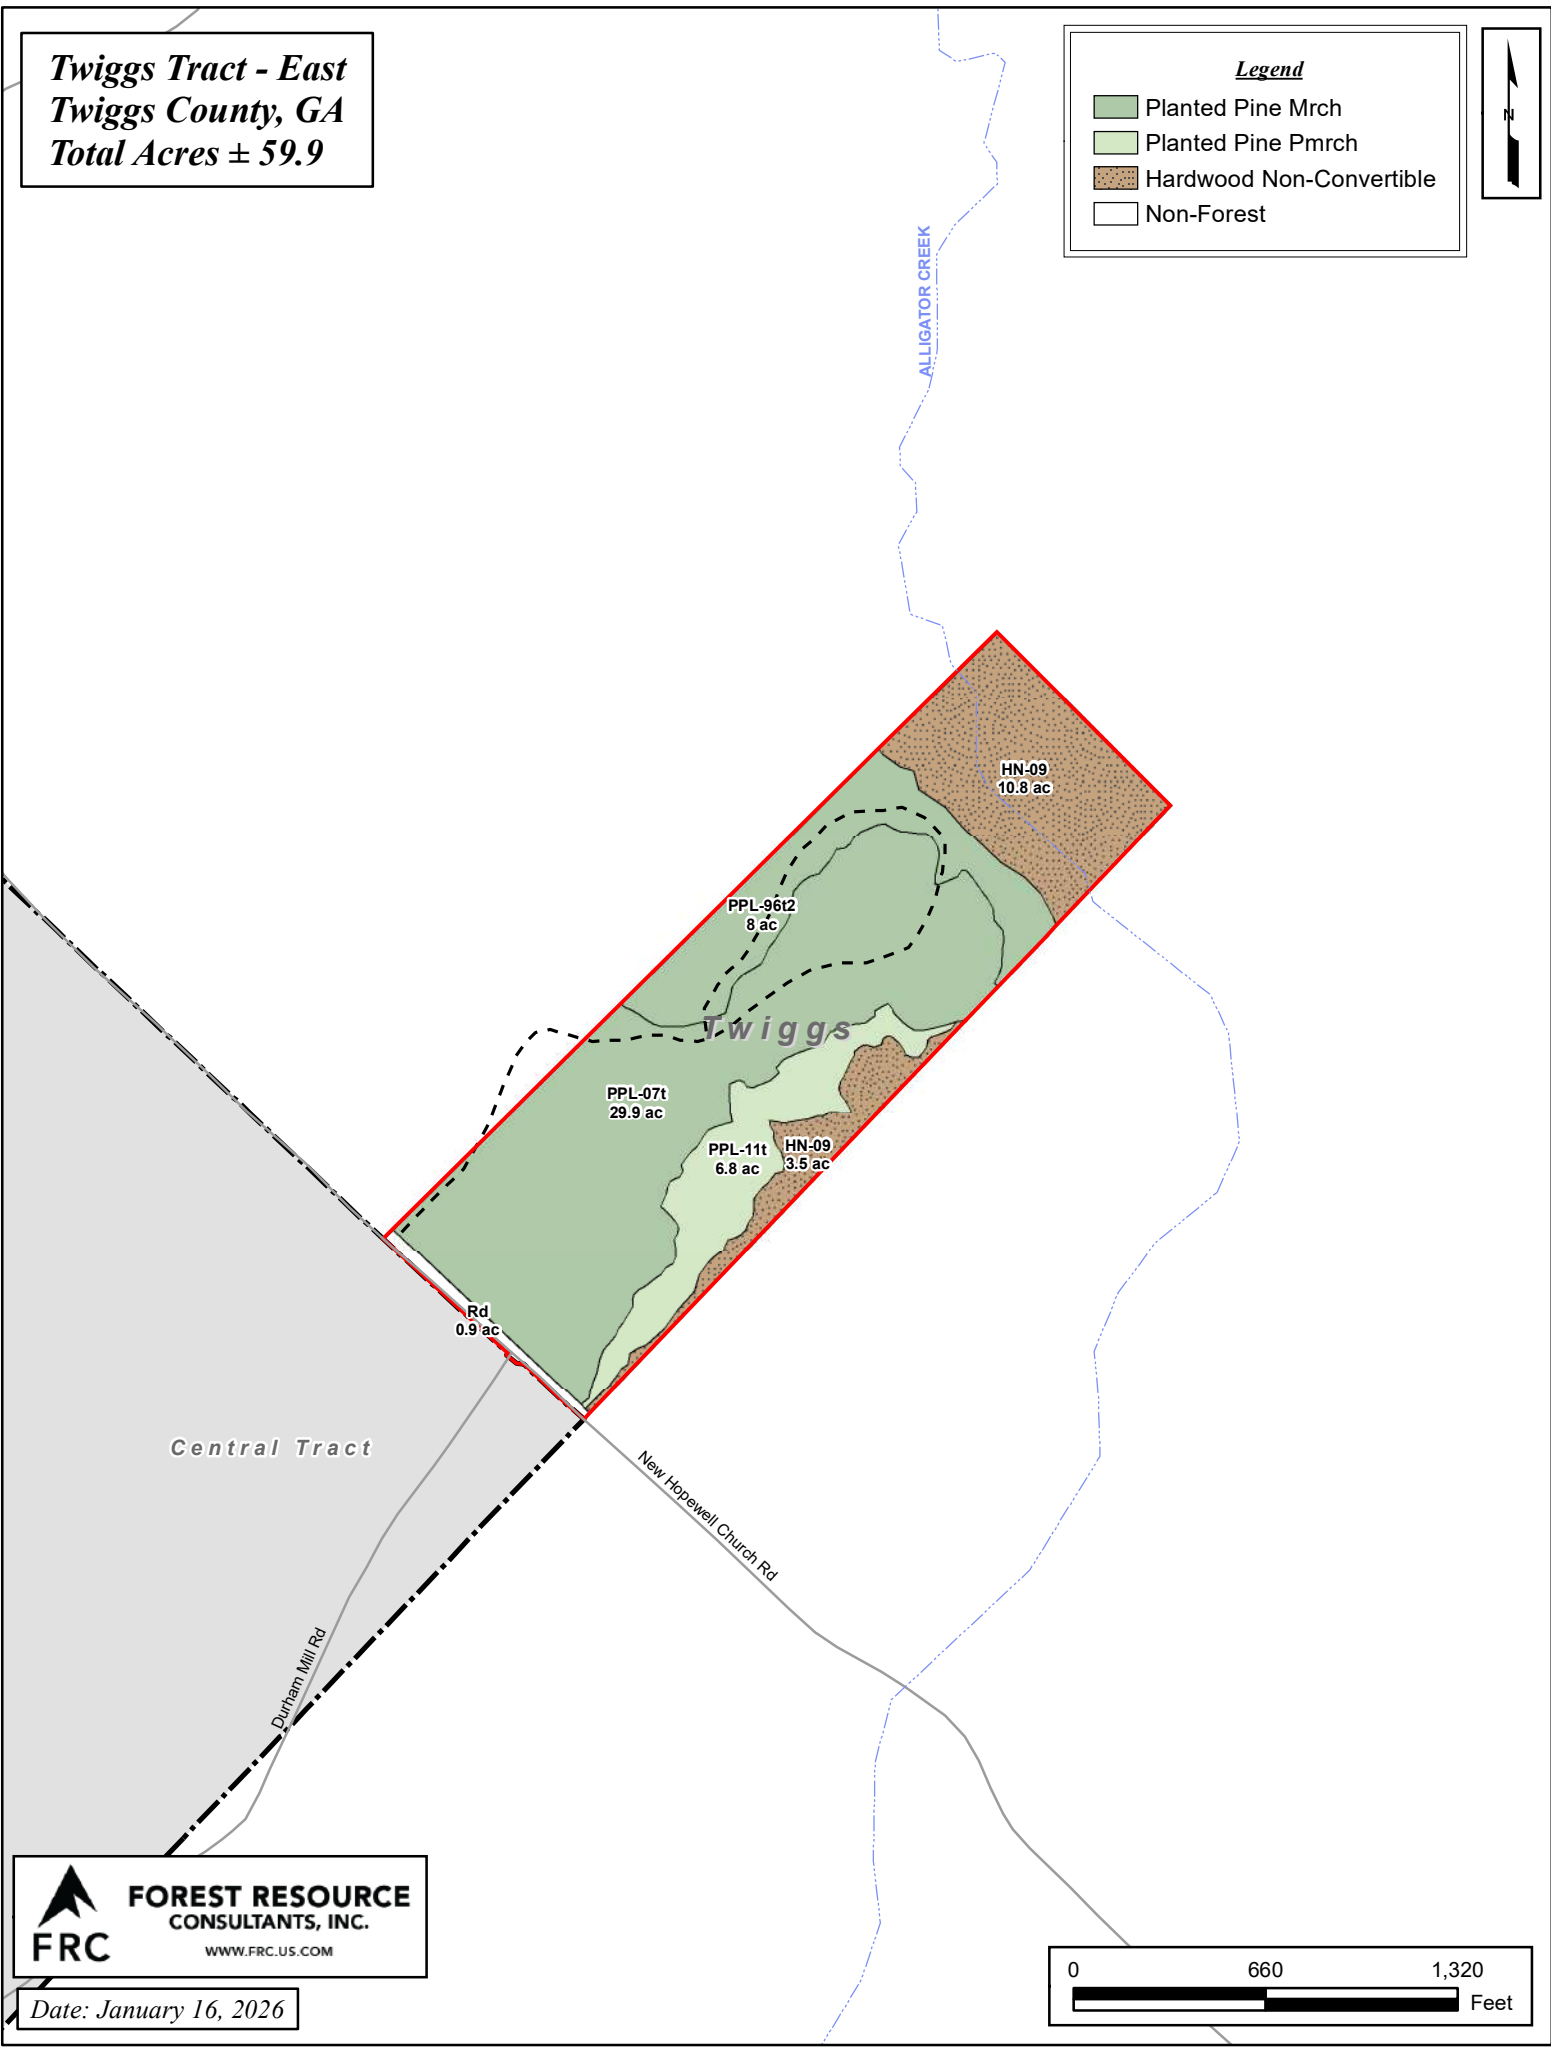 Twiggs Tract - East
Twiggs County, GA
Total Acres ± 59.9
Legend
Planted Pine Mrch
Planted Pine Pmrch
Hardwood Non-Convertible
Non-Forest
N
ALLIGATOR CREEK
HN-09
10.8 ac
PPL-96t2
8 ac
Twiggs
PPL-07t
29.9 ac
PPL-11t
6.8 ac
HN-09
3.5 ac
Rd
0.9 ac
Central Tract
New Hopewell Church Rd
Durham Mill Rd
FRC
FOREST RESOURCE
CONSULTANTS, INC.
WWW.FRC.US.COM
Date: January 16, 2026
0 660 1,320
Feet